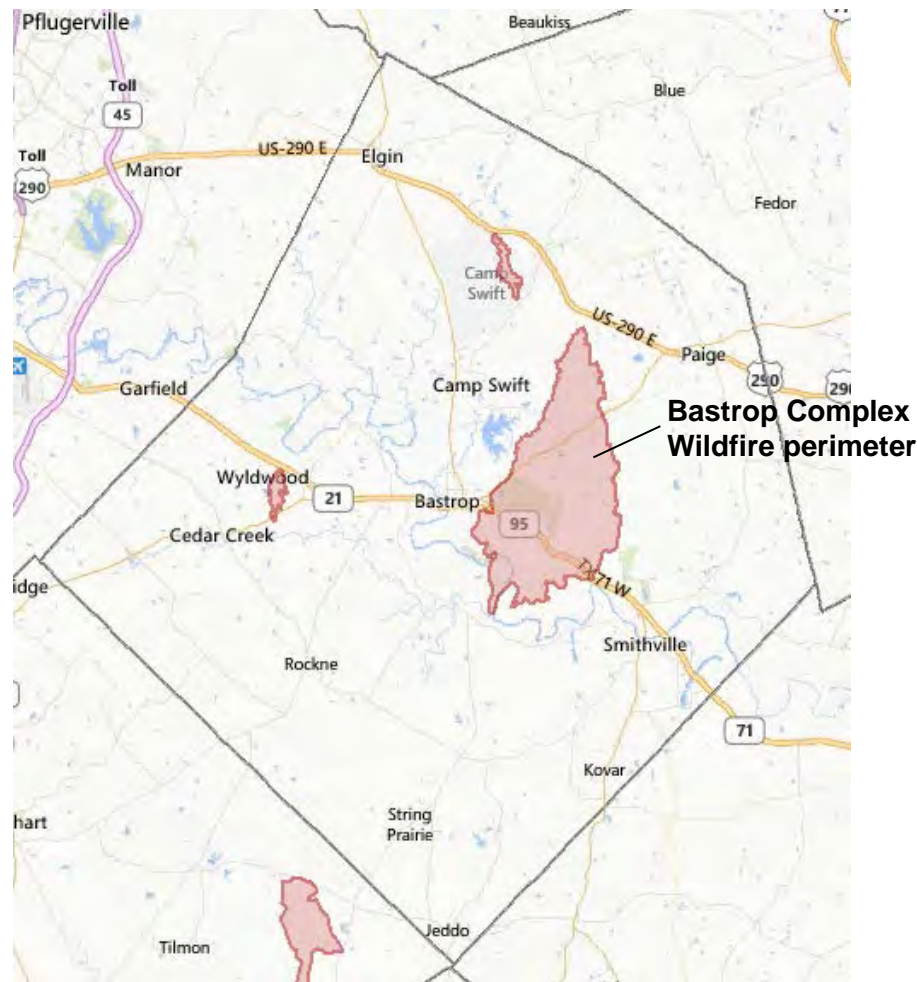 Pflugerville
Beaukiss
77
Toll
45
Blue
Toll
290
Manor
US-290 E
Elgin
Fedor
Camp
Swift
US-290 E
Paige
290
290
Garfield
Camp Swift
Bastrop Complex
Wildfire perimeter
Wyldwood
21
Bastrop
95
Cedar Creek
TX 71 W
idge
Smithville
Rockne
71
Kovar
hart
String
Prairie
Jeddo
Tilmon